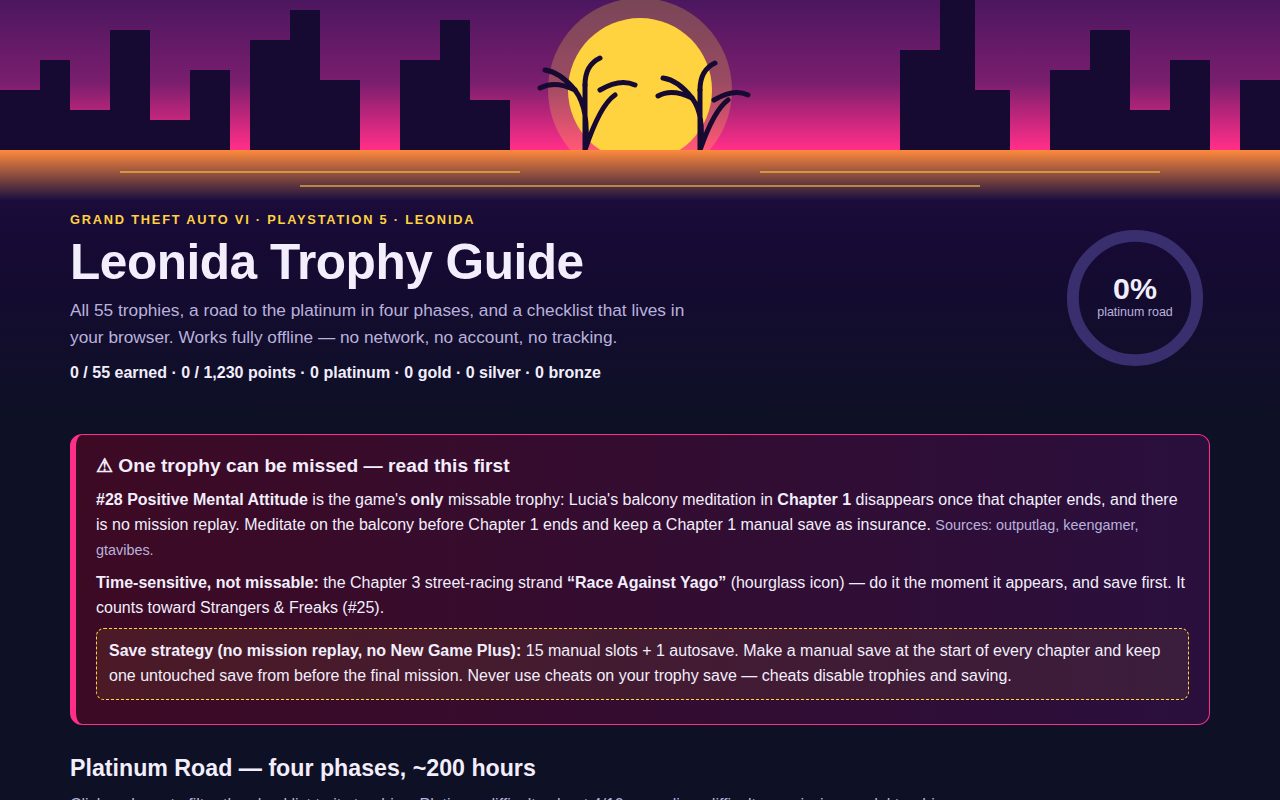 GRAND THEFT AUTO VI · PLAYSTATION 5 · LEONIDA
Leonida Trophy Guide
All 55 trophies, a road to the platinum in four phases, and a checklist that lives in
your browser. Works fully offline — no network, no account, no tracking.
0 / 55 earned · 0 / 1,230 points · 0 platinum · 0 gold · 0 silver · 0 bronze
0%
platinum road
⚠ One trophy can be missed — read this first
#28 Positive Mental Attitude is the game's only missable trophy: Lucia's balcony meditation in Chapter 1 disappears once that chapter ends, and there
is no mission replay. Meditate on the balcony before Chapter 1 ends and keep a Chapter 1 manual save as insurance. Sources: outputlag, keengamer,
gtavibes.
Time-sensitive, not missable: the Chapter 3 street-racing strand “Race Against Yago” (hourglass icon) — do it the moment it appears, and save first. It
counts toward Strangers & Freaks (#25).
Save strategy (no mission replay, no New Game Plus): 15 manual slots + 1 autosave. Make a manual save at the start of every chapter and keep
one untouched save from before the final mission. Never use cheats on your trophy save — cheats disable trophies and saving.
Platinum Road — four phases, ~200 hours